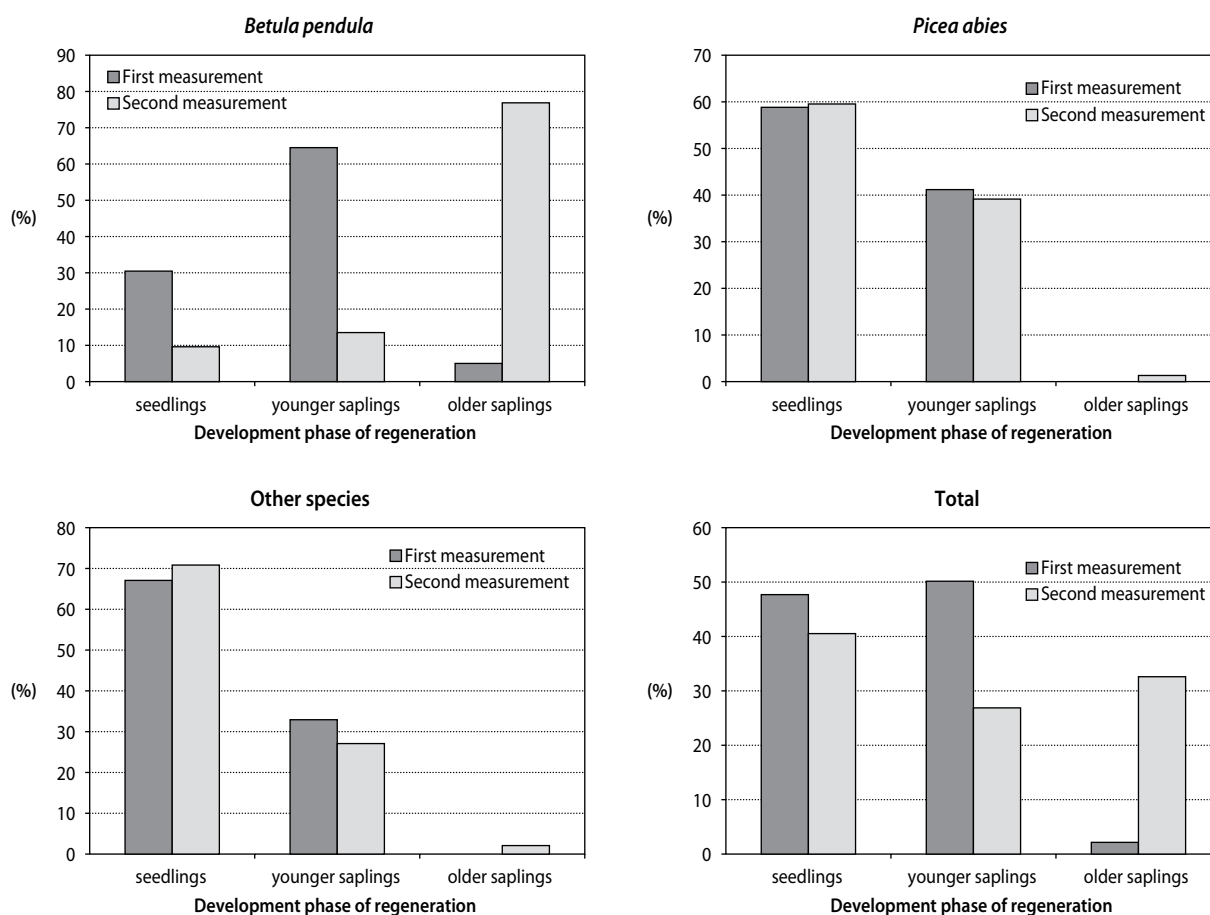 Betula pendula
90
80
70
60
50
40
30
20
10
0
(%)
First measurement
Second measurement
seedlings younger saplings older saplings
Development phase of regeneration
Picea abies
70
60
50
40
30
20
10
0
(%)
First measurement
Second measurement
seedlings younger saplings older saplings
Development phase of regeneration
Other species
80
70
60
50
40
30
20
10
0
(%)
First measurement
Second measurement
seedlings younger saplings older saplings
Development phase of regeneration
Total
60
50
40
30
20
10
0
(%)
First measurement
Second measurement
seedlings younger saplings older saplings
Development phase of regeneration